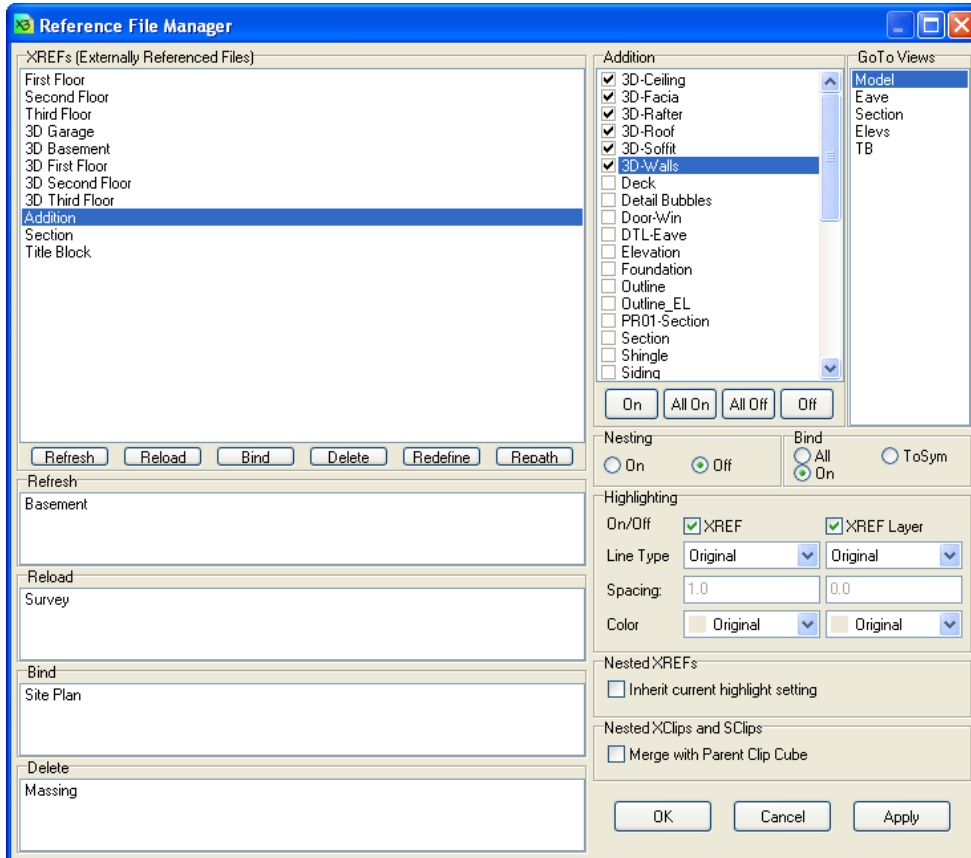 Reference File Manager
XREFs (Externally Referenced Files)
First Floor
Second Floor
Third Floor
3D Garage
3D Basement
3D First Floor
3D Second Floor
3D Third Floor
Addition
Section
Title Block
Refresh Reload Bind Delete Redefine Repath
Refresh
Basement
Reload
Survey
Bind
Site Plan
Delete
Massing
Addition
3D-Ceiling
3D-Facia
3D-Rafter
3D-Roof
3D-Soffit
3D-Walls
Deck
Detail Bubbles
Door-Win
DTL-Eave
Elevation
Foundation
Outline
Outline_EL
PR01-Section
Section
Shingle
Siding
On All On All Off Off
GoTo Views
Model
Eave
Section
Elevs
TB
Nesting
On Off
Bind
All ToSym
On
Highlighting
On/Off XREF XREF Layer
Line Type Original Original
Spacing: 1.0 0.0
Color Original Original
Nested XREFs
Inherit current highlight setting
Nested XClips and SClips
Merge with Parent Clip Cube
OK Cancel Apply